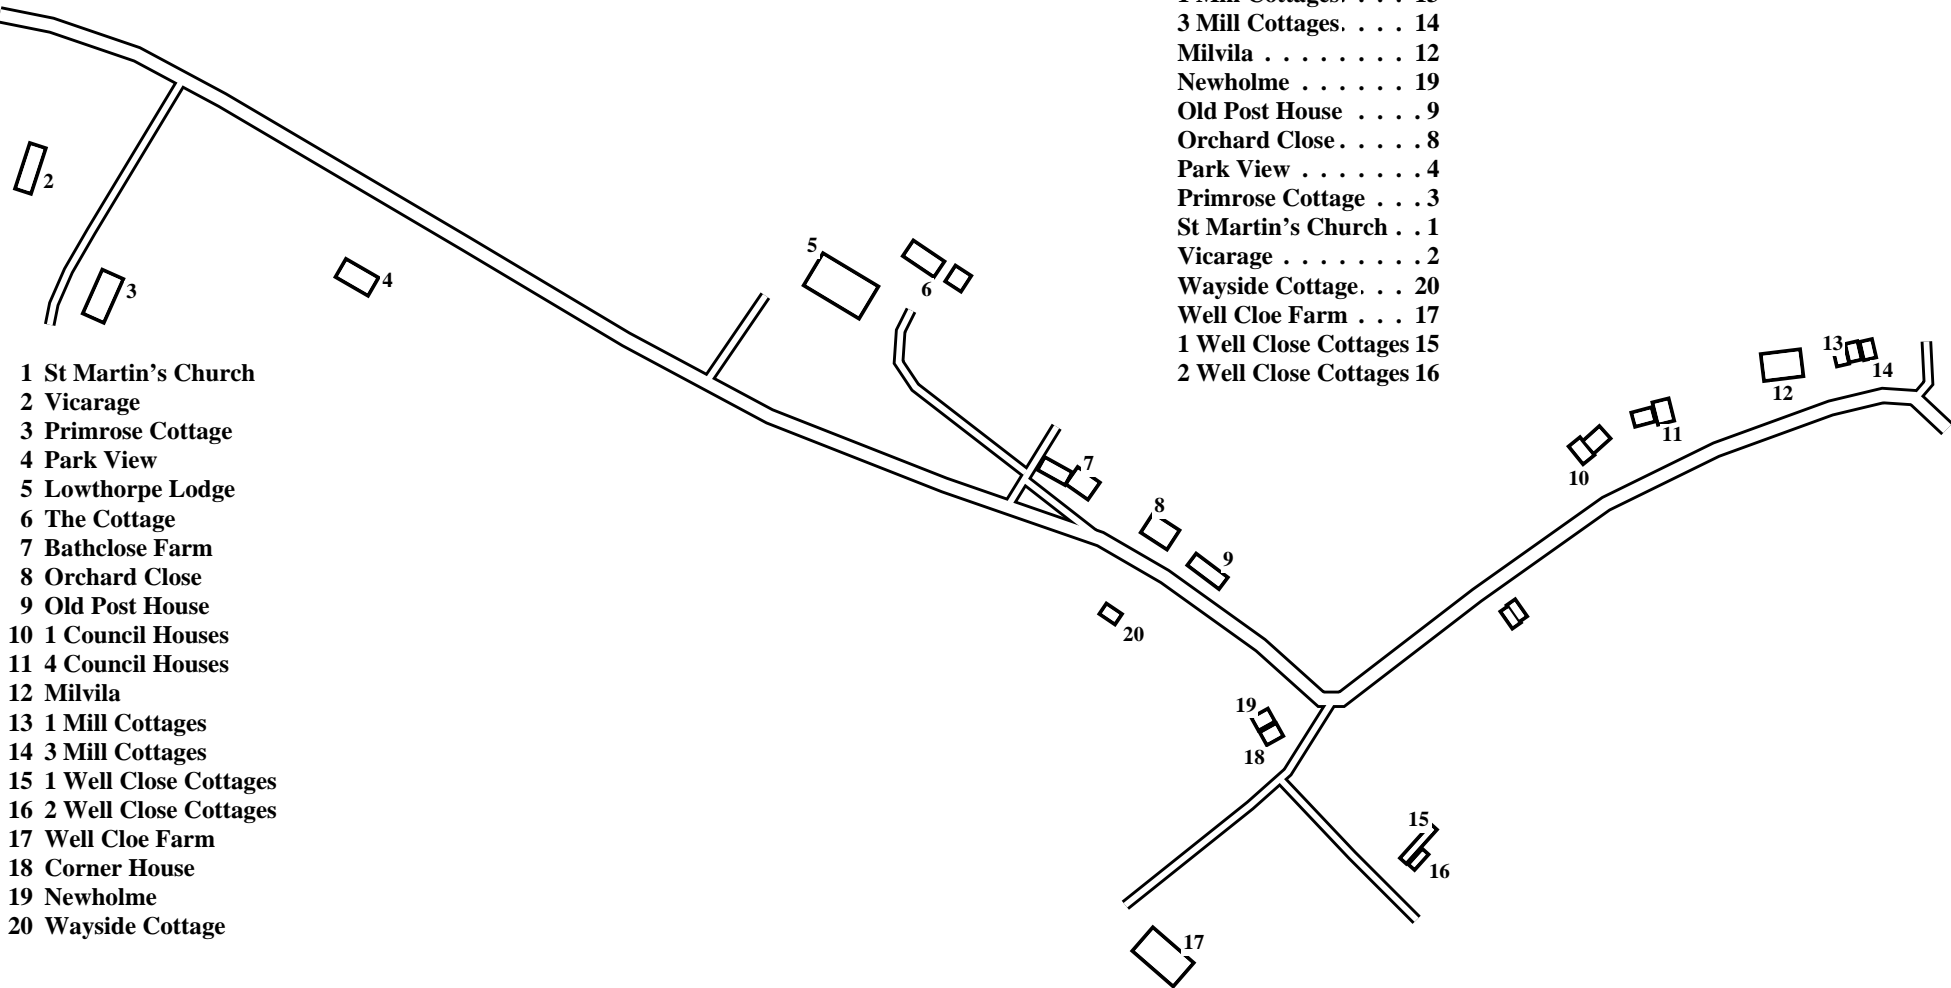 1 Mill Cottages. . . . 13
3 Mill Cottages. . . . 14
Milvila . . . . . . . . 12
Newholme . . . . . . 19
Old Post House . . . . 9
Orchard Close . . . . . 8
Park View . . . . . . . 4
Primrose Cottage . . . 3
St Martin’s Church . . 1
Vicarage . . . . . . . . 2
Wayside Cottage. . . 20
Well Cloe Farm . . . 17
1 Well Close Cottages 15
2 Well Close Cottages 16
2
3
4
5
6
7
8
9
10
11
12
13
14
15
16
17
18
19
20
1 St Martin’s Church
2 Vicarage
3 Primrose Cottage
4 Park View
5 Lowthorpe Lodge
6 The Cottage
7 Bathclose Farm
8 Orchard Close
9 Old Post House
10 1 Council Houses
11 4 Council Houses
12 Milvila
13 1 Mill Cottages
14 3 Mill Cottages
15 1 Well Close Cottages
16 2 Well Close Cottages
17 Well Cloe Farm
18 Corner House
19 Newholme
20 Wayside Cottage